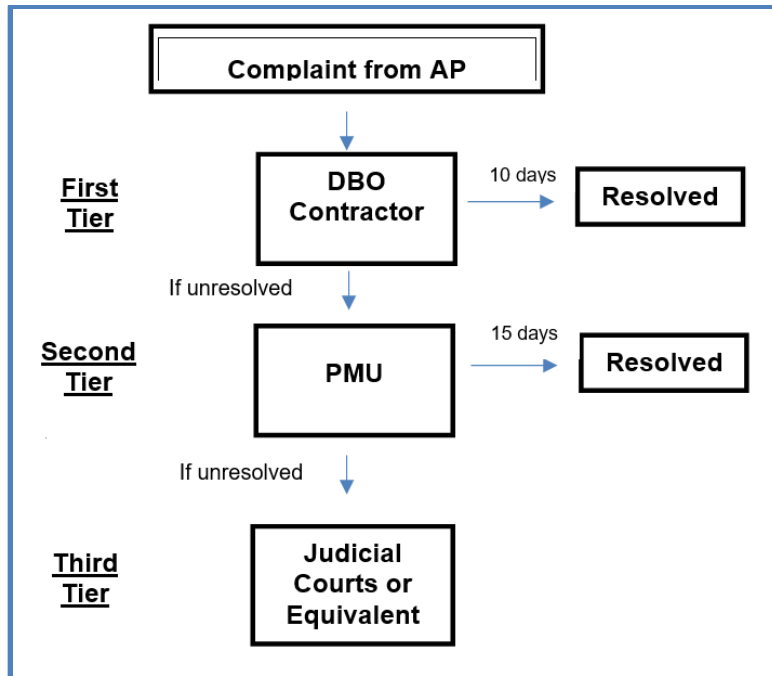 Complaint from AP
First
Tier
DBO
Contractor
10 days
Resolved
If unresolved
Second
Tier
PMU
15 days
Resolved
If unresolved
Third
Tier
Judicial
Courts or
Equivalent